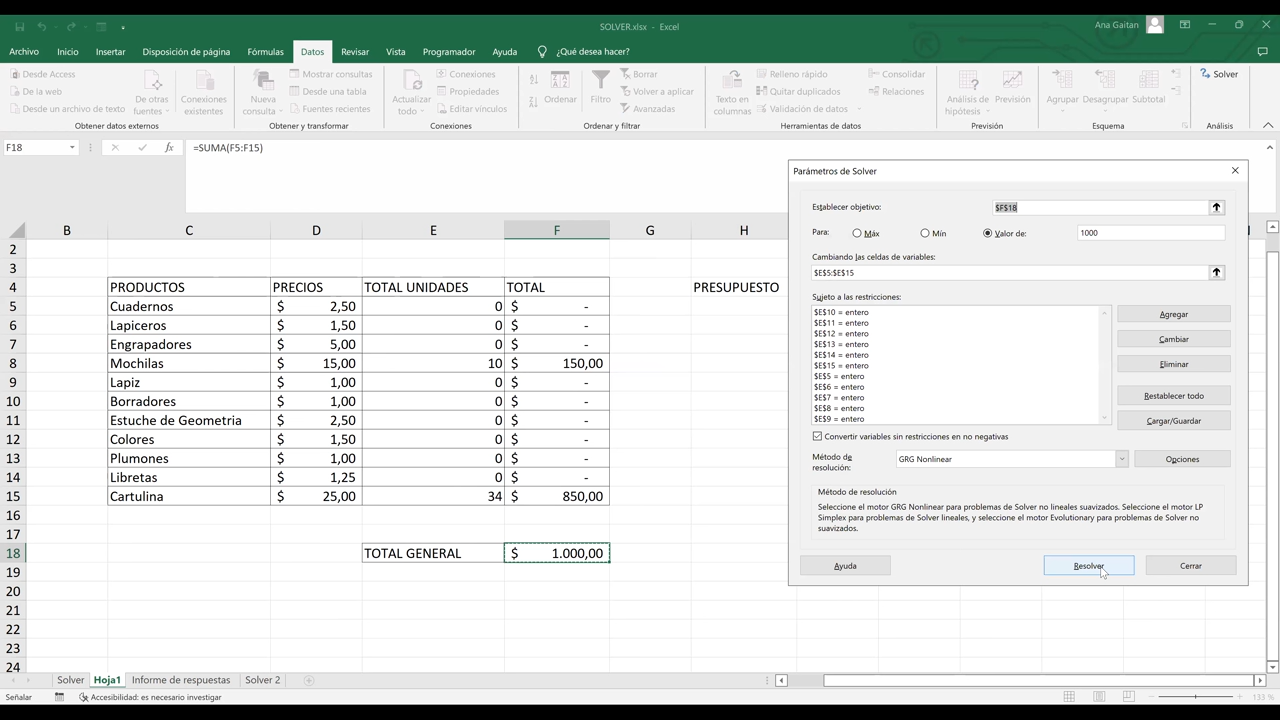 SOLVER.xlsx - Excel
Ana Gaitan
Archivo Inicio Insertar Disposición de página Fórmulas Datos Revisar Vista Programador Ayuda ¿Qué desea hacer?
Desde Access
De la web
Desde un archivo de texto
De otras fuentes
Conexiones existentes
Obtener datos externos
Nueva consulta
Mostrar consultas
Desde una tabla
Fuentes recientes
Obtener y transformar
Actualizar todo
Conexiones
Propiedades
Editar vínculos
Conexiones
Ordenar
Filtro
Borrar
Volver a aplicar
Avanzadas
Ordenar y filtrar
Texto en columnas
Relleno rápido
Quitar duplicados
Validación de datos
Consolidar
Relaciones
Herramientas de datos
Análisis de hipótesis
Previsión
Previsión
Agrupar
Desagrupar
Subtotal
Esquema
Solver
Análisis
F18
fx
=SUMA(F5:F15)
B C D E F G H
2
3
4 PRODUCTOS PRECIOS TOTAL UNIDADES TOTAL PRESUPUESTO
5 Cuadernos $ 2,50 0 $ -
6 Lapiceros $ 1,50 0 $ -
7 Engrapadores $ 5,00 0 $ -
8 Mochilas $ 15,00 10 $ 150,00
9 Lapiz $ 1,00 0 $ -
10 Borradores $ 1,00 0 $ -
11 Estuche de Geometria $ 2,50 0 $ -
12 Colores $ 1,50 0 $ -
13 Plumones $ 1,00 0 $ -
14 Libretas $ 1,25 0 $ -
15 Cartulina $ 25,00 34 $ 850,00
16
17
18 TOTAL GENERAL $ 1.000,00
19
20
21
22
23
24
Parámetros de Solver
Establecer objetivo: $F$18
Para: Máx Mín Valor de: 1000
Cambiando las celdas de variables:
$E$5:$E$15
Sujeto a las restricciones:
$E$10 = entero
$E$11 = entero
$E$12 = entero
$E$13 = entero
$E$14 = entero
$E$15 = entero
$E$5 = entero
$E$6 = entero
$E$7 = entero
$E$8 = entero
$E$9 = entero
Agregar
Cambiar
Eliminar
Restablecer todo
Cargar/Guardar
Convertir variables sin restricciones en no negativas
Método de resolución: GRG Nonlinear Opciones
Método de resolución
Seleccione el motor GRG Nonlinear para problemas de Solver no lineales suavizados. Seleccione el motor LP
Simplex para problemas de Solver lineales, y seleccione el motor Evolutionary para problemas de Solver no
suavizados.
Ayuda Resolver Cerrar
Solver Hoja1 Informe de respuestas Solver 2
Señalar Accesibilidad: es necesario investigar 133 %